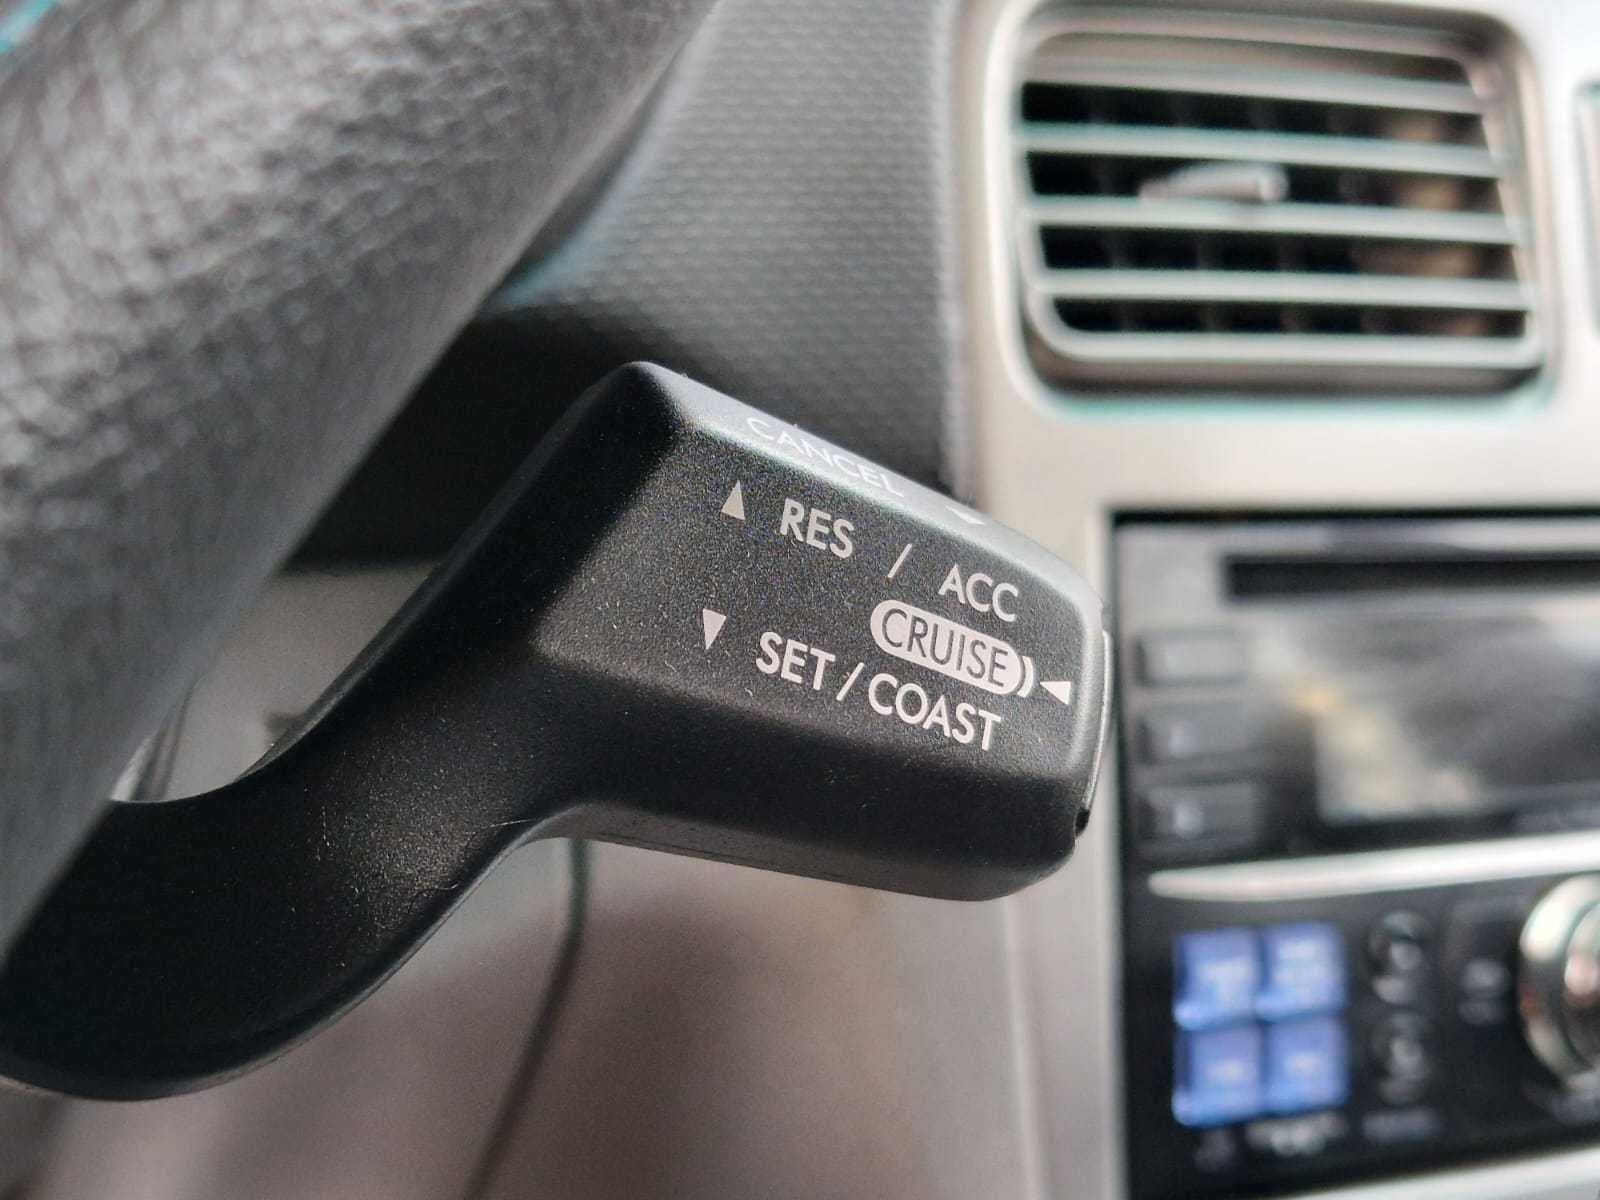 CANCEL ▼
▲ RES / ACC
CRUISE ◀
▼ SET / COAST